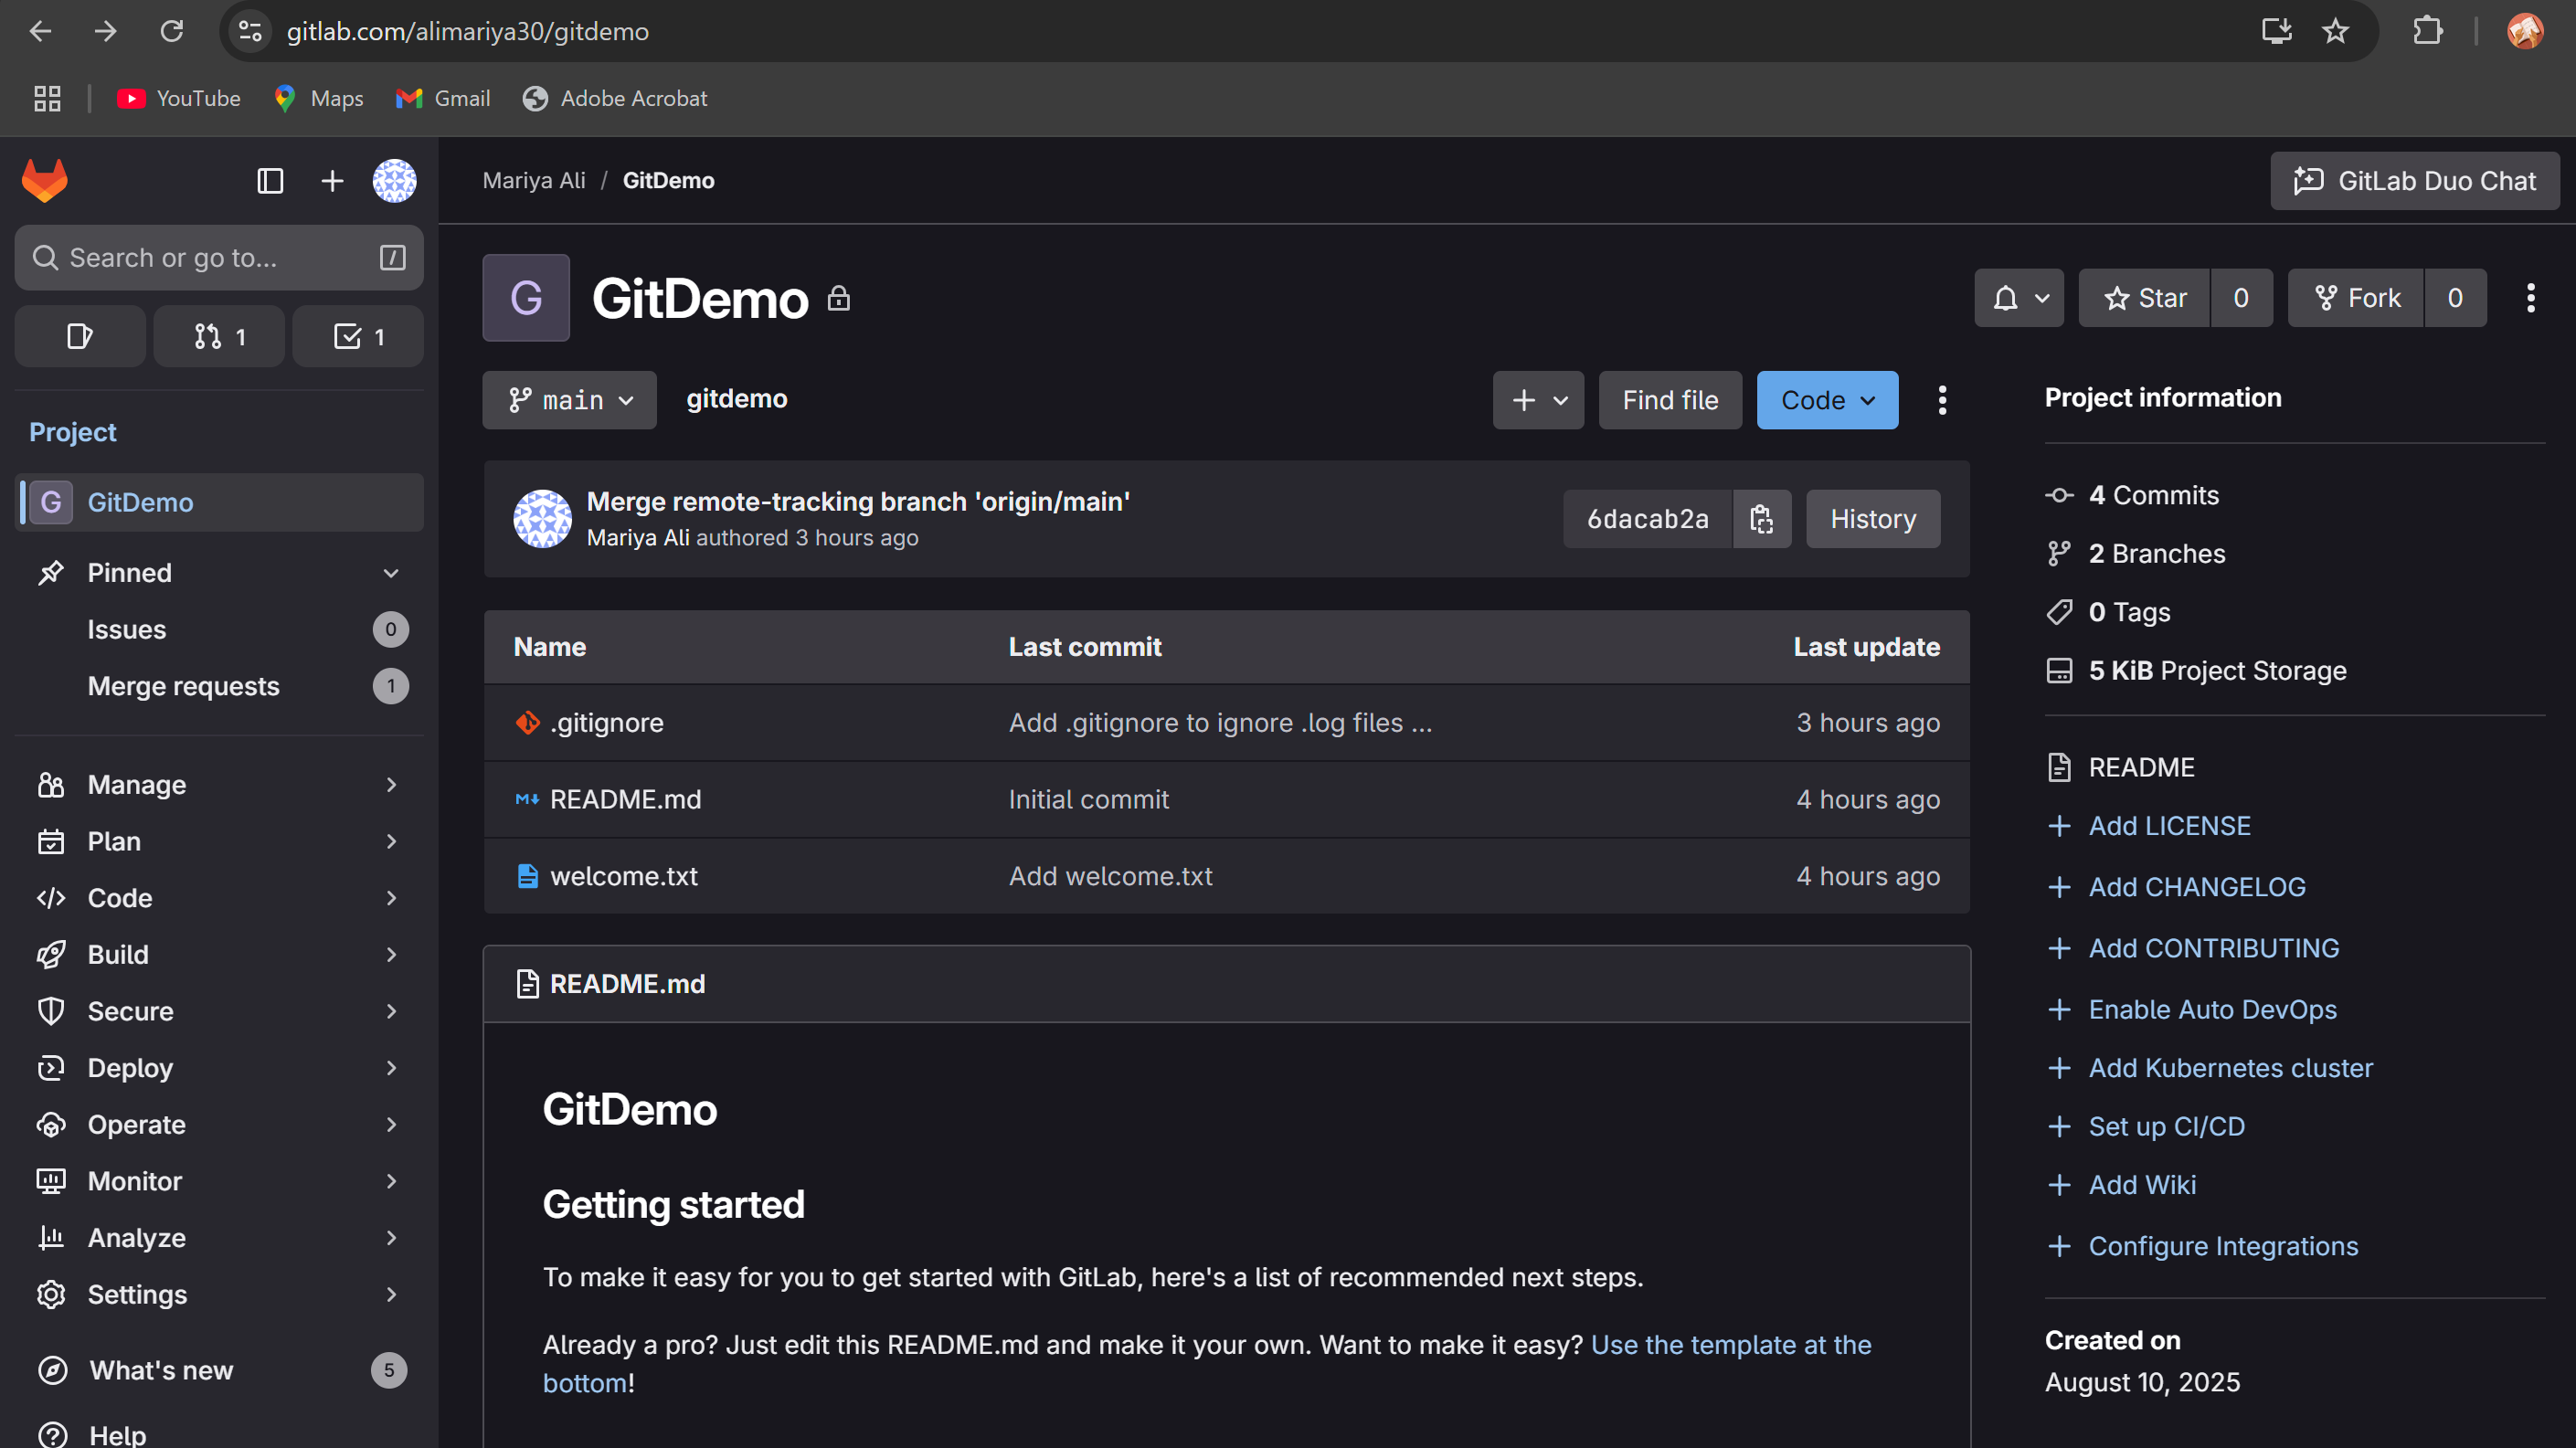 gitlab.com/alimariya30/gitdemo
YouTube
Maps
Gmail
Adobe Acrobat
Mariya Ali / GitDemo
GitLab Duo Chat
Search or go to... /
1
1
Project
G GitDemo
Pinned
Issues 0
Merge requests 1
Manage
Plan
Code
Build
Secure
Deploy
Operate
Monitor
Analyze
Settings
What's new 5
Help
G GitDemo
Star 0
Fork 0
main
gitdemo
Find file
Code
Merge remote-tracking branch 'origin/main'
Mariya Ali authored 3 hours ago
6dacab2a
History
Name Last commit Last update
.gitignore Add .gitignore to ignore .log files ... 3 hours ago
README.md Initial commit 4 hours ago
welcome.txt Add welcome.txt 4 hours ago
README.md
GitDemo
Getting started
To make it easy for you to get started with GitLab, here's a list of recommended next steps.
Already a pro? Just edit this README.md and make it your own. Want to make it easy? Use the template at the
bottom!
Project information
4 Commits
2 Branches
0 Tags
5 KiB Project Storage
README
Add LICENSE
Add CHANGELOG
Add CONTRIBUTING
Enable Auto DevOps
Add Kubernetes cluster
Set up CI/CD
Add Wiki
Configure Integrations
Created on
August 10, 2025